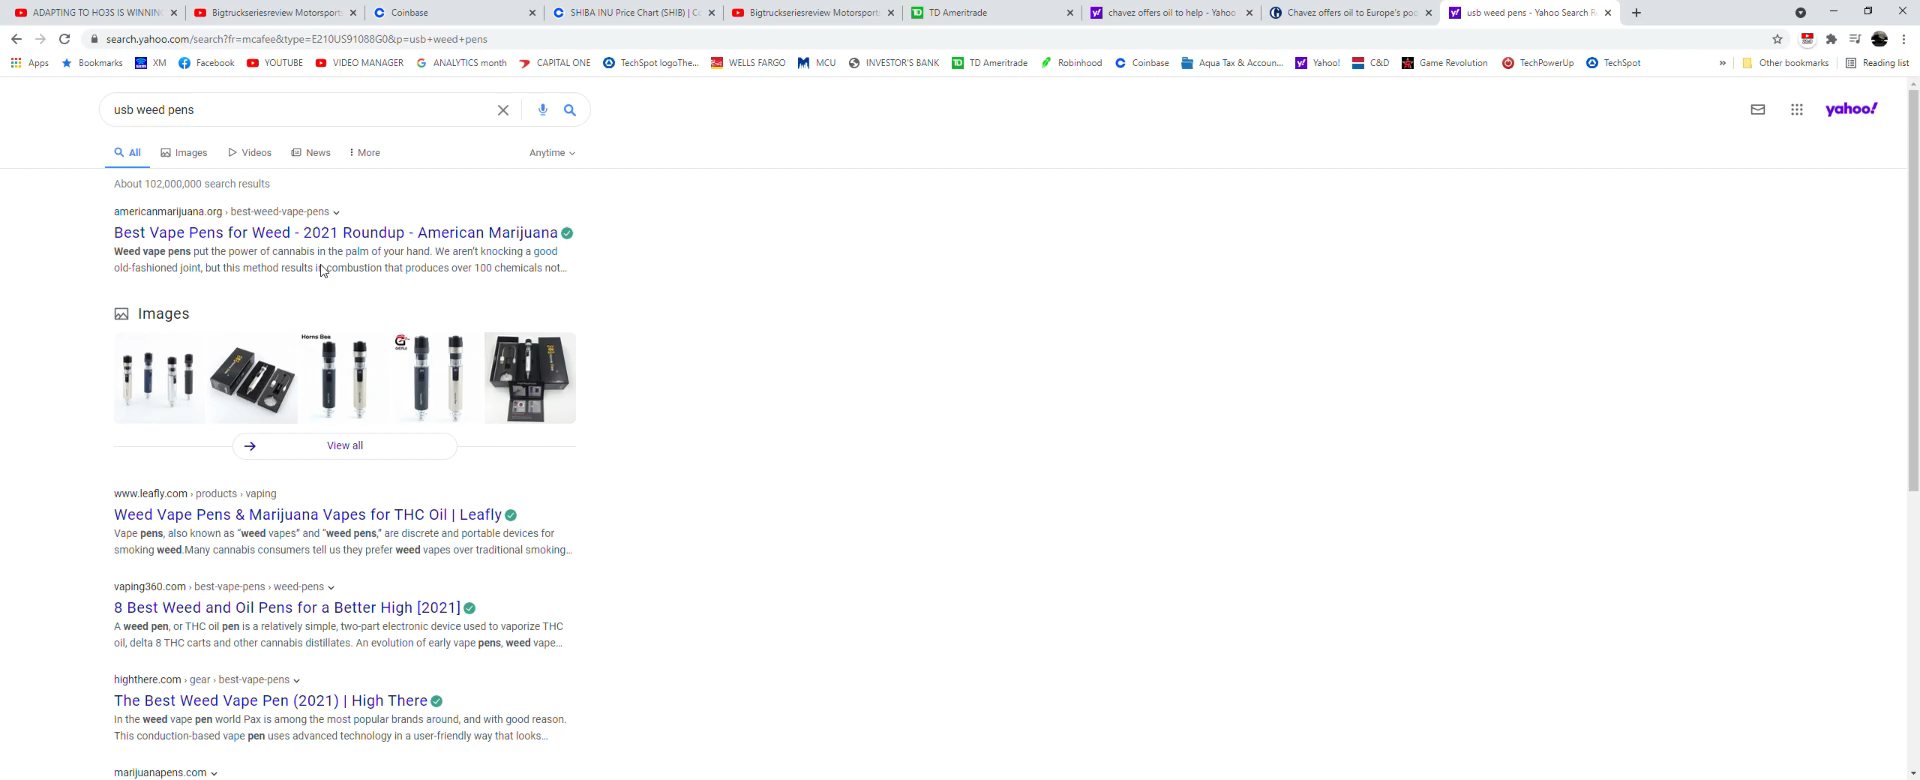 ADAPTING TO HO3S IS WINNIN
Bigtruckseriesreview Motorsport
Coinbase
SHIBA INU Price Chart (SHIB) | C
Bigtruckseriesreview Motorsport
TD Ameritrade
chavez offers oil to help - Yahoo
Chavez offers oil to Europe's poo
usb weed pens - Yahoo Search R
search.yahoo.com/search?fr=mcafee&type=E210US91088G0&p=usb+weed+pens
Apps
Bookmarks
XM
Facebook
YOUTUBE
VIDEO MANAGER
ANALYTICS month
CAPITAL ONE
TechSpot logoThe...
WELLS FARGO
MCU
INVESTOR'S BANK
TD Ameritrade
Robinhood
Coinbase
Aqua Tax & Accoun...
Yahoo!
C&D
Game Revolution
TechPowerUp
TechSpot
»
Other bookmarks
Reading list
usb weed pens
yahoo!
All
Images
Videos
News
More
Anytime
About 102,000,000 search results
americanmarijuana.org › best-weed-vape-pens
Best Vape Pens for Weed - 2021 Roundup - American Marijuana
Weed vape pens put the power of cannabis in the palm of your hand. We aren't knocking a good
old-fashioned joint, but this method results in combustion that produces over 100 chemicals not...
Images
Horns Bee
View all
www.leafly.com › products › vaping
Weed Vape Pens & Marijuana Vapes for THC Oil | Leafly
Vape pens, also known as "weed vapes" and "weed pens," are discrete and portable devices for
smoking weed.Many cannabis consumers tell us they prefer weed vapes over traditional smoking...
vaping360.com › best-vape-pens › weed-pens
8 Best Weed and Oil Pens for a Better High [2021]
A weed pen, or THC oil pen is a relatively simple, two-part electronic device used to vaporize THC
oil, delta 8 THC carts and other cannabis distillates. An evolution of early vape pens, weed vape...
highthere.com › gear › best-vape-pens
The Best Weed Vape Pen (2021) | High There
In the weed vape pen world Pax is among the most popular brands around, and with good reason.
This conduction-based vape pen uses advanced technology in a user-friendly way that looks...
marijuanapens.com